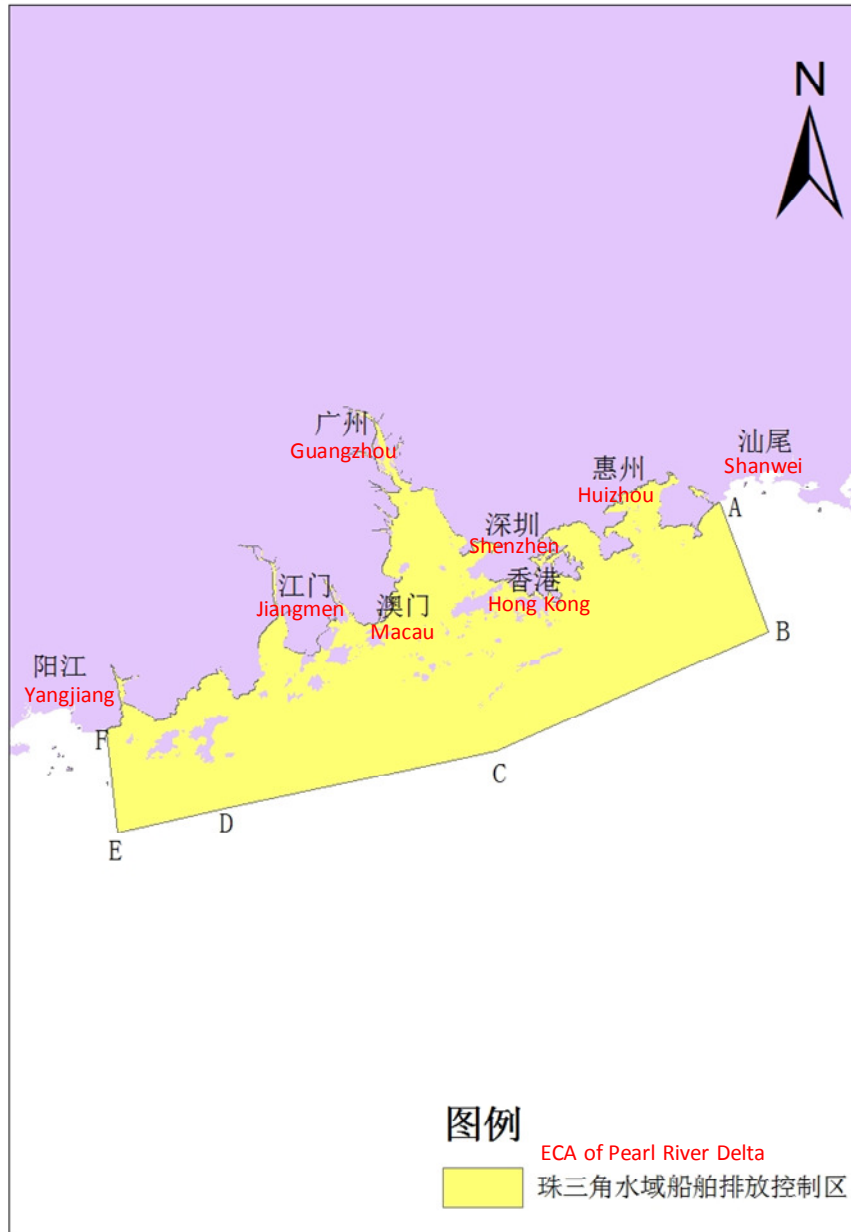 N
广州
Guangzhou
汕尾
Shanwei
惠州
Huizhou
A
深圳
Shenzhen
香港
Hong Kong
江门
Jiangmen
澳门
Macau
B
阳江
Yangjiang
F
C
D
E
图例
ECA of Pearl River Delta
珠三角水域船舶排放控制区